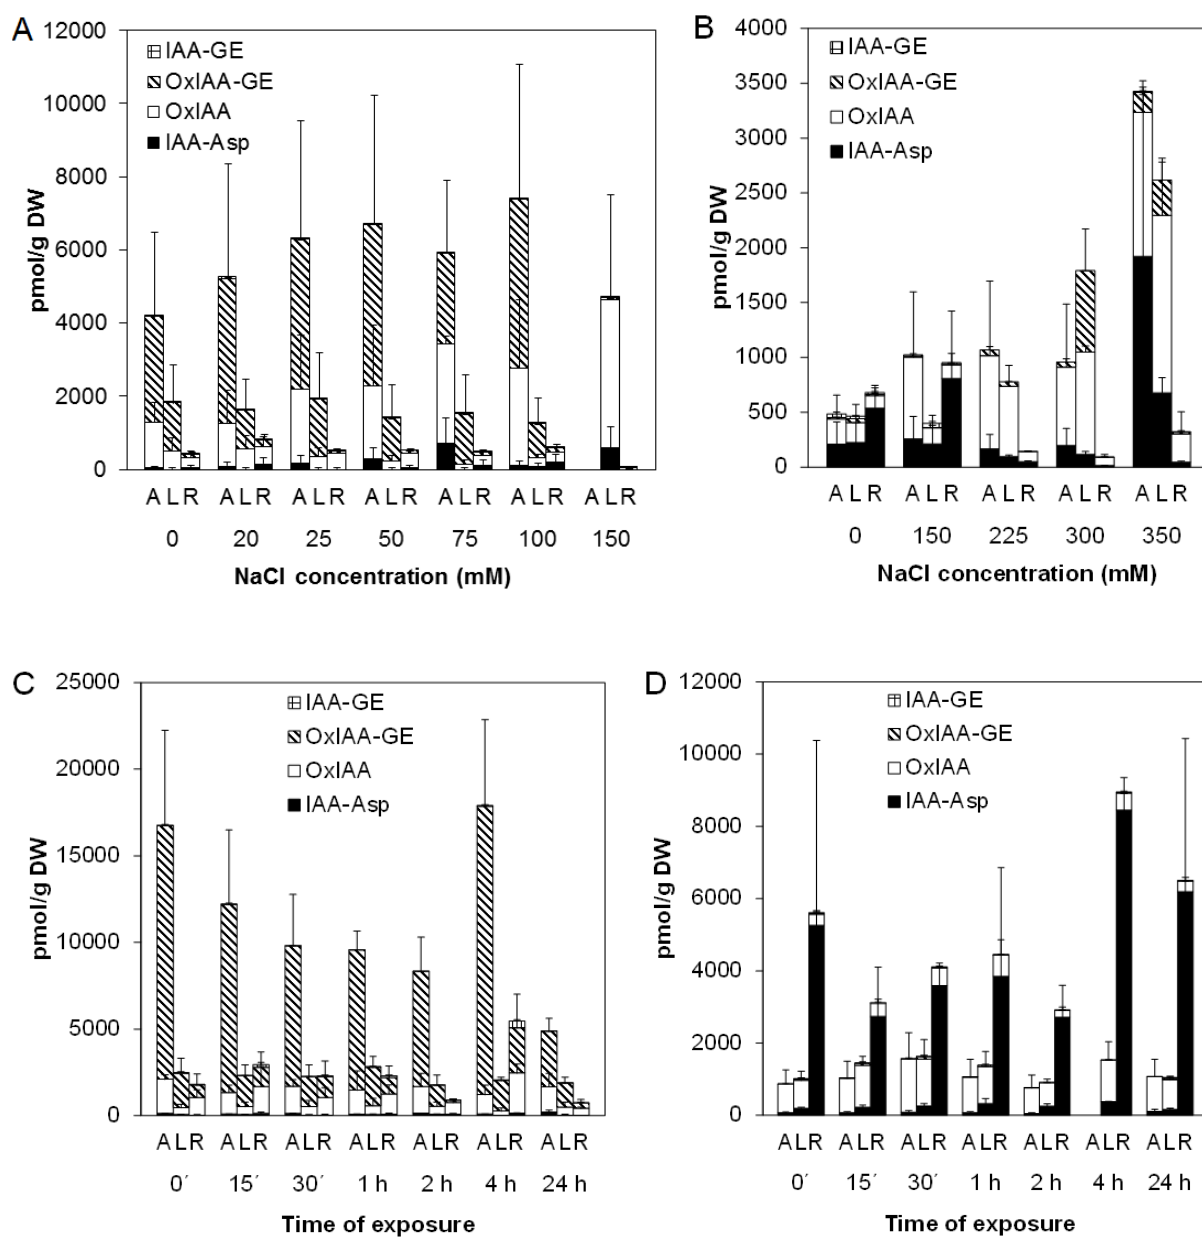 A
12000
10000
8000
6000
4000
2000
0
pmol/g DW
IAA-GE
OxIAA-GE
OxIAA
IAA-Asp
A L R A L R A L R A L R A L R A L R A L R
0 20 25 50 75 100 150
NaCl concentration (mM)
B
4000
3500
3000
2500
2000
1500
1000
500
0
pmol/g DW
IAA-GE
OxIAA-GE
OxIAA
IAA-Asp
A L R A L R A L R A L R A L R
0 150 225 300 350
NaCl concentration (mM)
C
25000
20000
15000
10000
5000
0
pmol/g DW
IAA-GE
OxIAA-GE
OxIAA
IAA-Asp
A L R A L R A L R A L R A L R A L R A L R
0´ 15´ 30´ 1 h 2 h 4 h 24 h
Time of exposure
D
12000
10000
8000
6000
4000
2000
0
pmol/g DW
IAA-GE
OxIAA-GE
OxIAA
IAA-Asp
A L R A L R A L R A L R A L R A L R A L R
0´ 15´ 30´ 1 h 2 h 4 h 24 h
Time of exposure